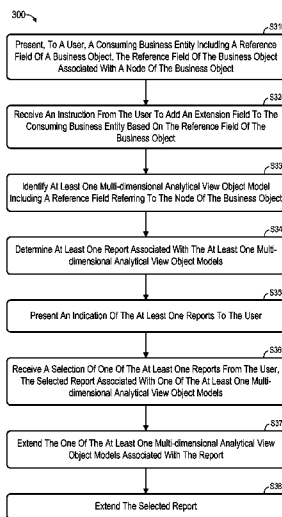 300
S31
Present, To A User, A Consuming Business Entity Including A Reference
Field Of A Business Object, The Reference Field Of The Business Object
Associated With A Node Of The Business Object
S32
Receive An Instruction From The User To Add An Extension Field To The
Consuming Business Entity Based On The Reference Field Of The
Business Object
S33
Identify At Least One Multi-dimensional Analytical View Object Model
Including A Reference Field Referring To The Node Of The Business Object
S34
Determine At Least One Report Associated With The At Least One Multi-
dimensional Analytical View Object Models
S35
Present An Indication Of The At Least One Reports To The User
S36
Receive A Selection Of One Of The At Least One Reports From The User,
The Selected Report Associated With One Of The At Least One Multi-
dimensional Analytical View Object Models
S37
Extend The One Of The At Least One Multi-dimensional Analytical View
Object Models Associated With The Report
S38
Extend The Selected Report